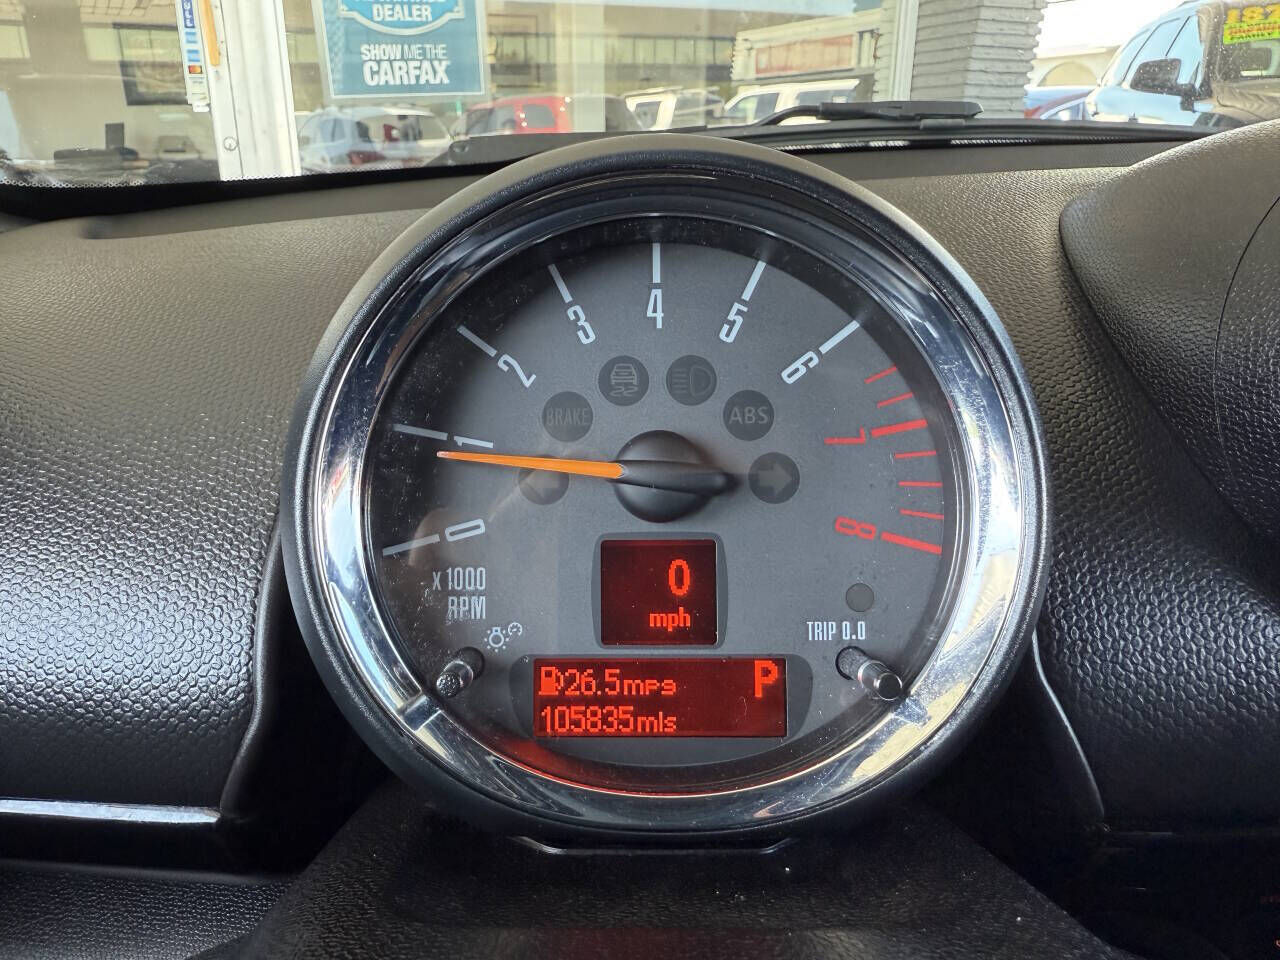 DEALER
SHOW ME THE
CARFAX
0
1
2
3
4
5
6
7
8
BRAKE
ABS
x 1000
RPM
0
mph
TRIP 0.0
26.5mpg
P
105835mls